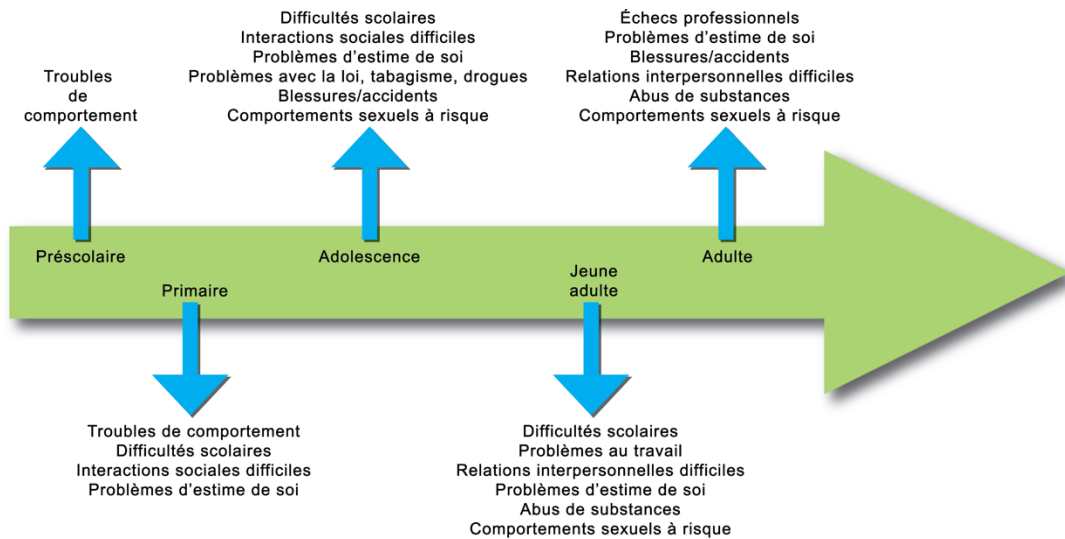 Troubles
de
comportement
Difficultés scolaires
Interactions sociales difficiles
Problèmes d'estime de soi
Problèmes avec la loi, tabagisme, drogues
Blessures/accidents
Comportements sexuels à risque
Échecs professionnels
Problèmes d'estime de soi
Blessures/accidents
Relations interpersonnelles difficiles
Abus de substances
Comportements sexuels à risque
Préscolaire
Primaire
Adolescence
Jeune
adulte
Adulte
Troubles de comportement
Difficultés scolaires
Interactions sociales difficiles
Problèmes d'estime de soi
Difficultés scolaires
Problèmes au travail
Relations interpersonnelles difficiles
Problèmes d'estime de soi
Abus de substances
Comportements sexuels à risque